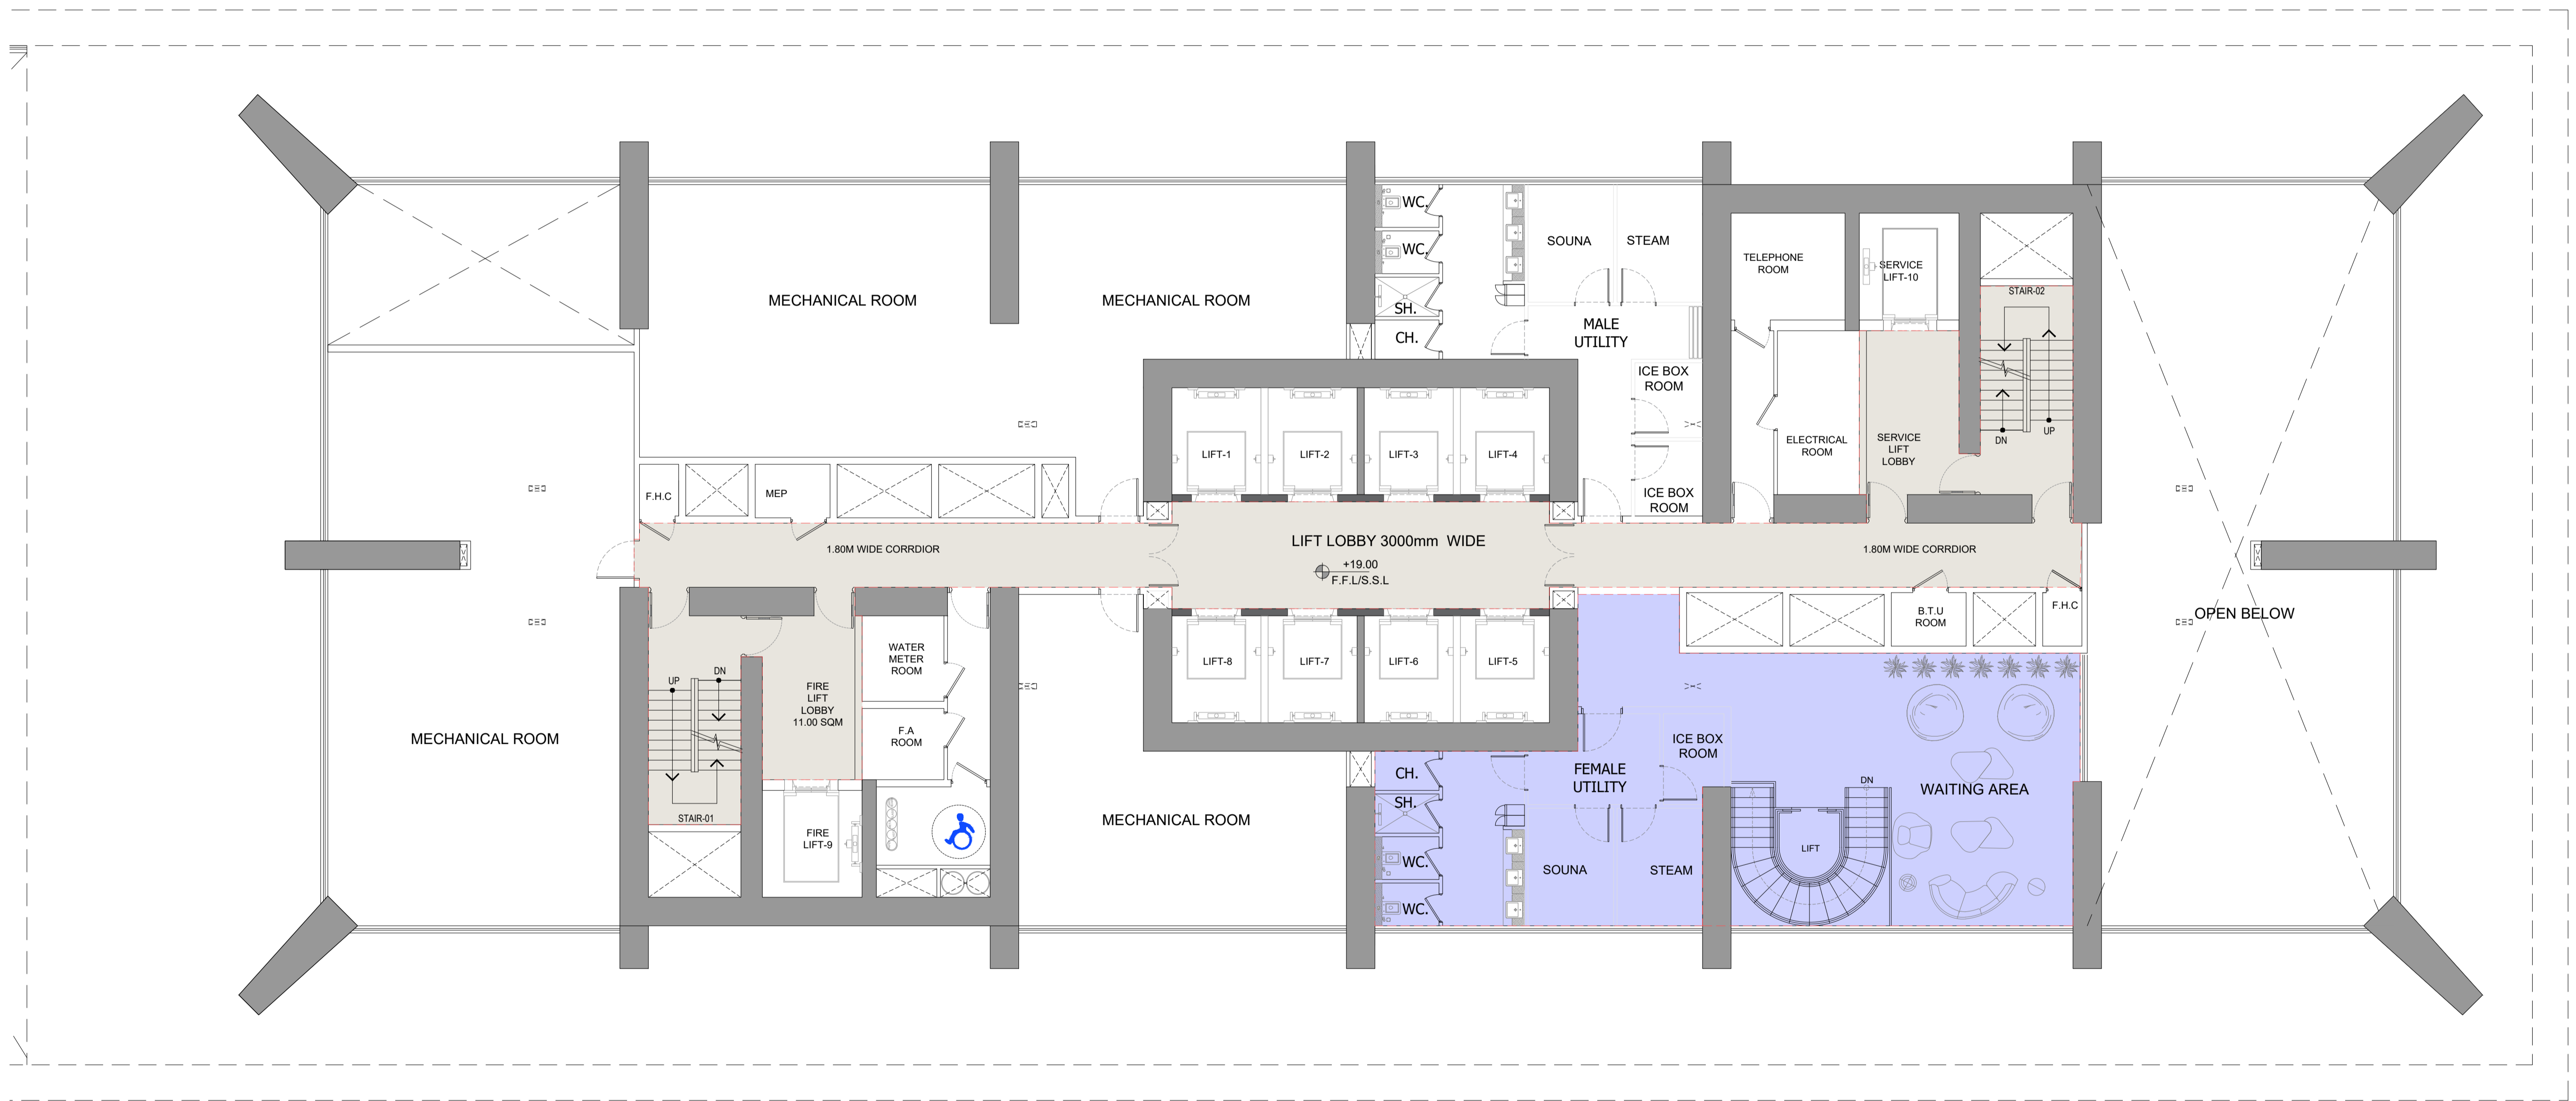 WC.
WC.
SH.
CH.
SOUNA
STEAM
MALE
UTILITY
ICE BOX
ROOM
ICE BOX
ROOM
TELEPHONE
ROOM
SERVICE
LIFT-10
STAIR-02
DN
UP
ELECTRICAL
ROOM
SERVICE
LIFT
LOBBY
MECHANICAL ROOM
MECHANICAL ROOM
LIFT-1
LIFT-2
LIFT-3
LIFT-4
F.H.C
MEP
1.80M WIDE CORRDIOR
LIFT LOBBY 3000mm WIDE
+19.00
F.F.L/S.S.L
1.80M WIDE CORRDIOR
B.T.U
ROOM
F.H.C
OPEN BELOW
LIFT-8
LIFT-7
LIFT-6
LIFT-5
WATER
METER
ROOM
UP
DN
FIRE
LIFT
LOBBY
11.00 SQM
F.A
ROOM
MECHANICAL ROOM
STAIR-01
FIRE
LIFT-9
MECHANICAL ROOM
CH.
SH.
WC.
WC.
FEMALE
UTILITY
ICE BOX
ROOM
SOUNA
STEAM
DN
LIFT
WAITING AREA